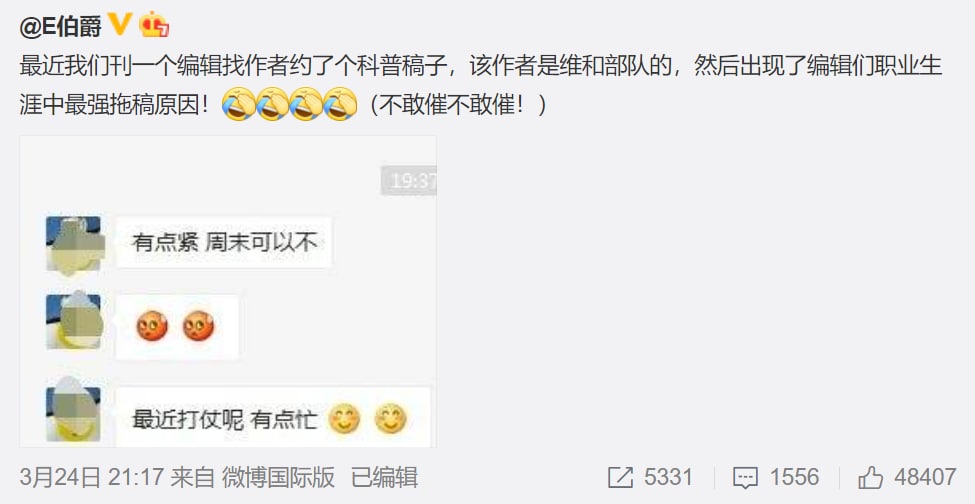 @E伯爵
最近我们刊一个编辑找作者约了个科普稿子，该作者是维和部队的，然后出现了编辑们职业生
涯中最强拖稿原因！🤣🤣🤣🤣（不敢催不敢催！）
19:37
有点紧 周末可以不
最近打仗呢 有点忙 😊 😊
3月24日 21:17 来自 微博国际版 已编辑 5331 1556 48407